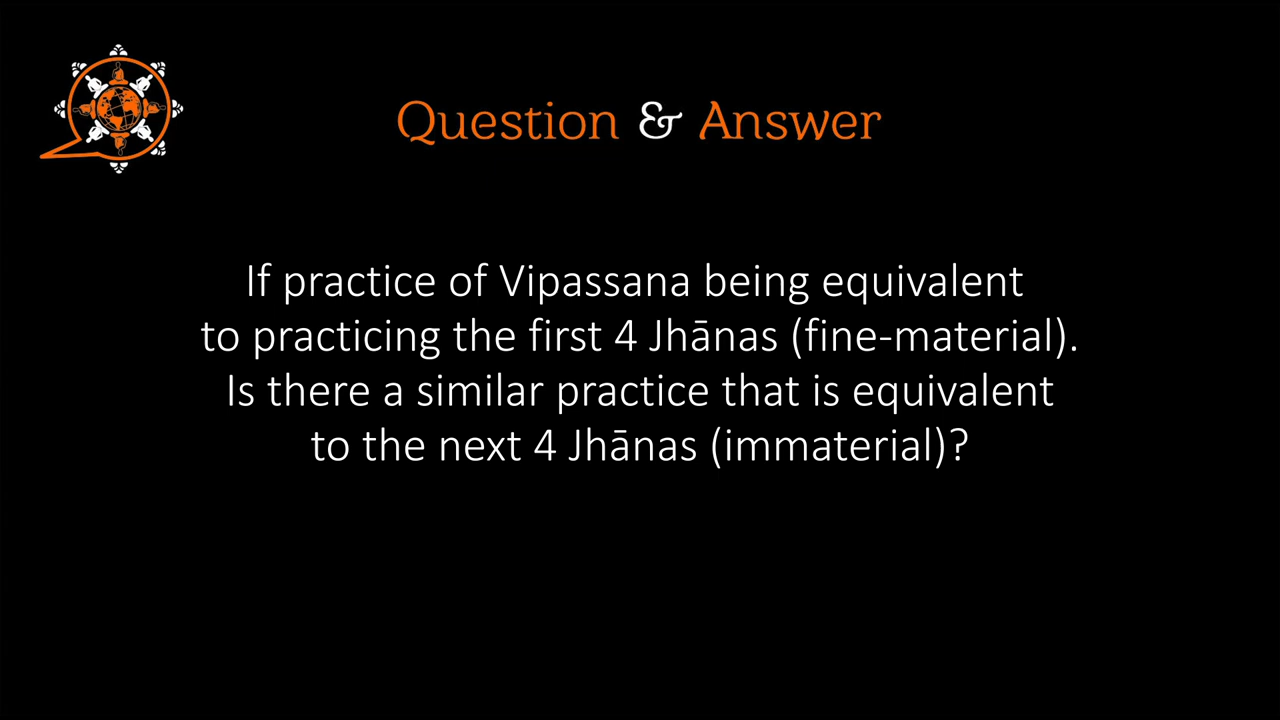 Question & Answer
If practice of Vipassana being equivalent
to practicing the first 4 Jhānas (fine-material).
Is there a similar practice that is equivalent
to the next 4 Jhānas (immaterial)?